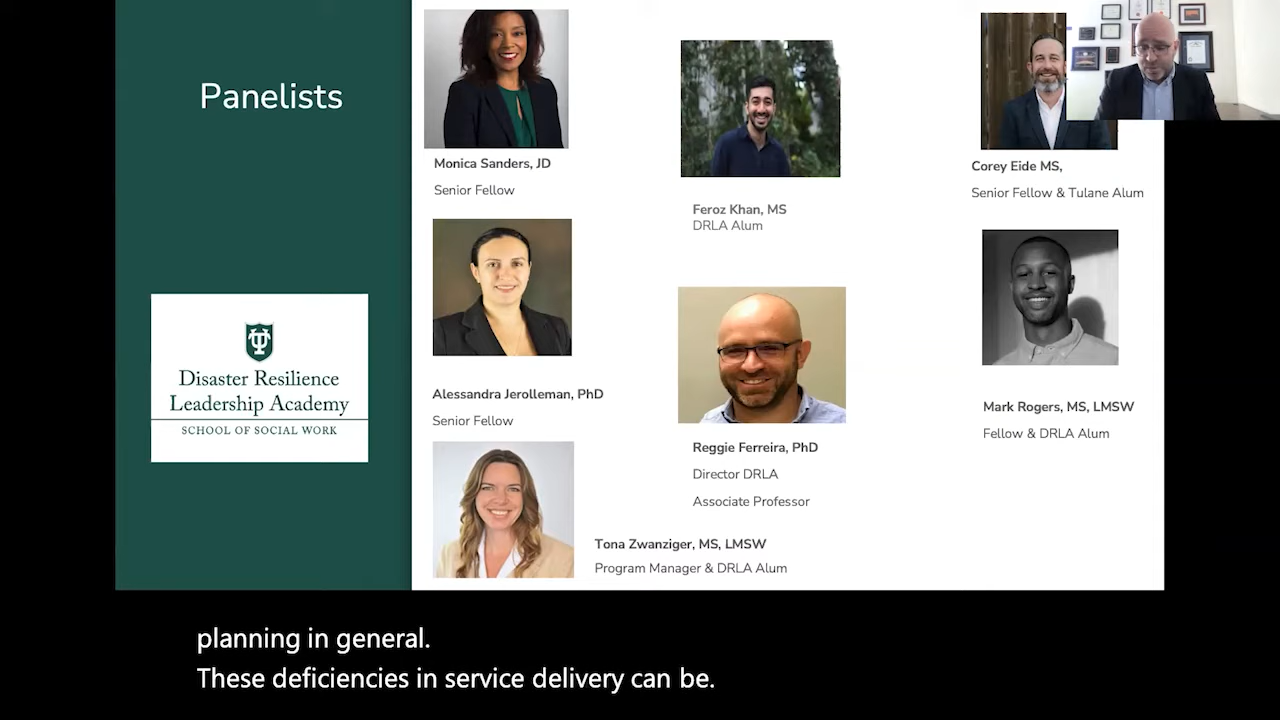 Panelists
Disaster Resilience
Leadership Academy
SCHOOL OF SOCIAL WORK
Monica Sanders, JD
Senior Fellow
Alessandra Jerolleman, PhD
Senior Fellow
Tona Zwanziger, MS, LMSW
Program Manager & DRLA Alum
Feroz Khan, MS
DRLA Alum
Reggie Ferreira, PhD
Director DRLA
Associate Professor
Corey Eide MS,
Senior Fellow & Tulane Alum
Mark Rogers, MS, LMSW
Fellow & DRLA Alum
planning in general.
These deficiencies in service delivery can be.